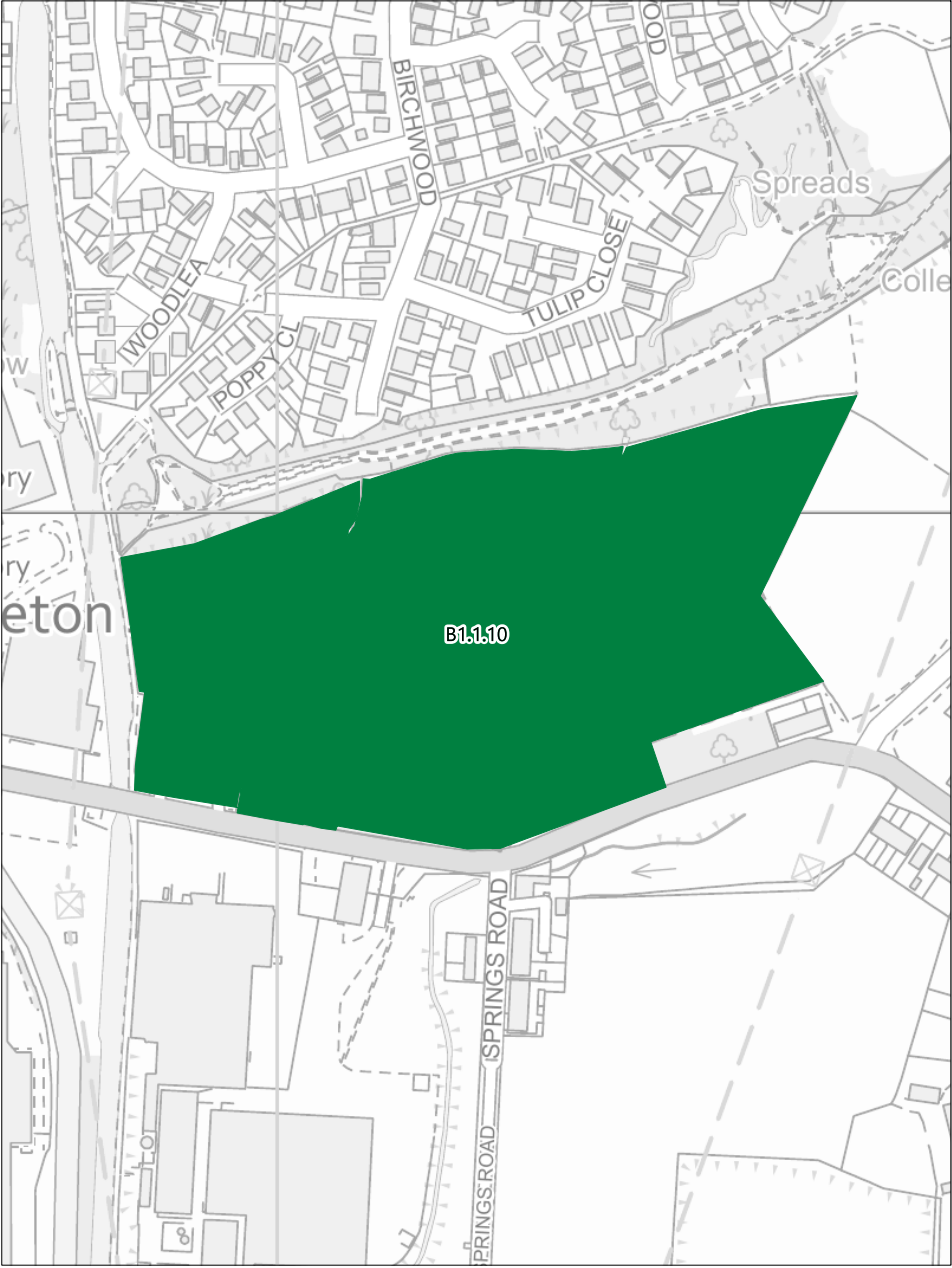 OOD
BIRCHWOOD
Spreads
Colle
WOODLEA
TULIP CLOSE
POPPY CL
ow
ory
ory
eton
B1.1.10
SPRINGS ROAD
SPRINGS ROAD